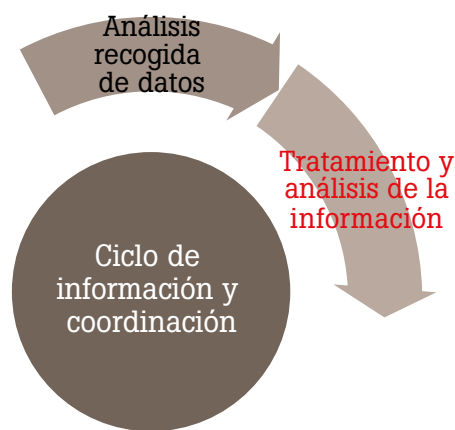 Análisis
recogida
de datos
Tratamiento y
análisis de la
información
Ciclo de
información y
coordinación